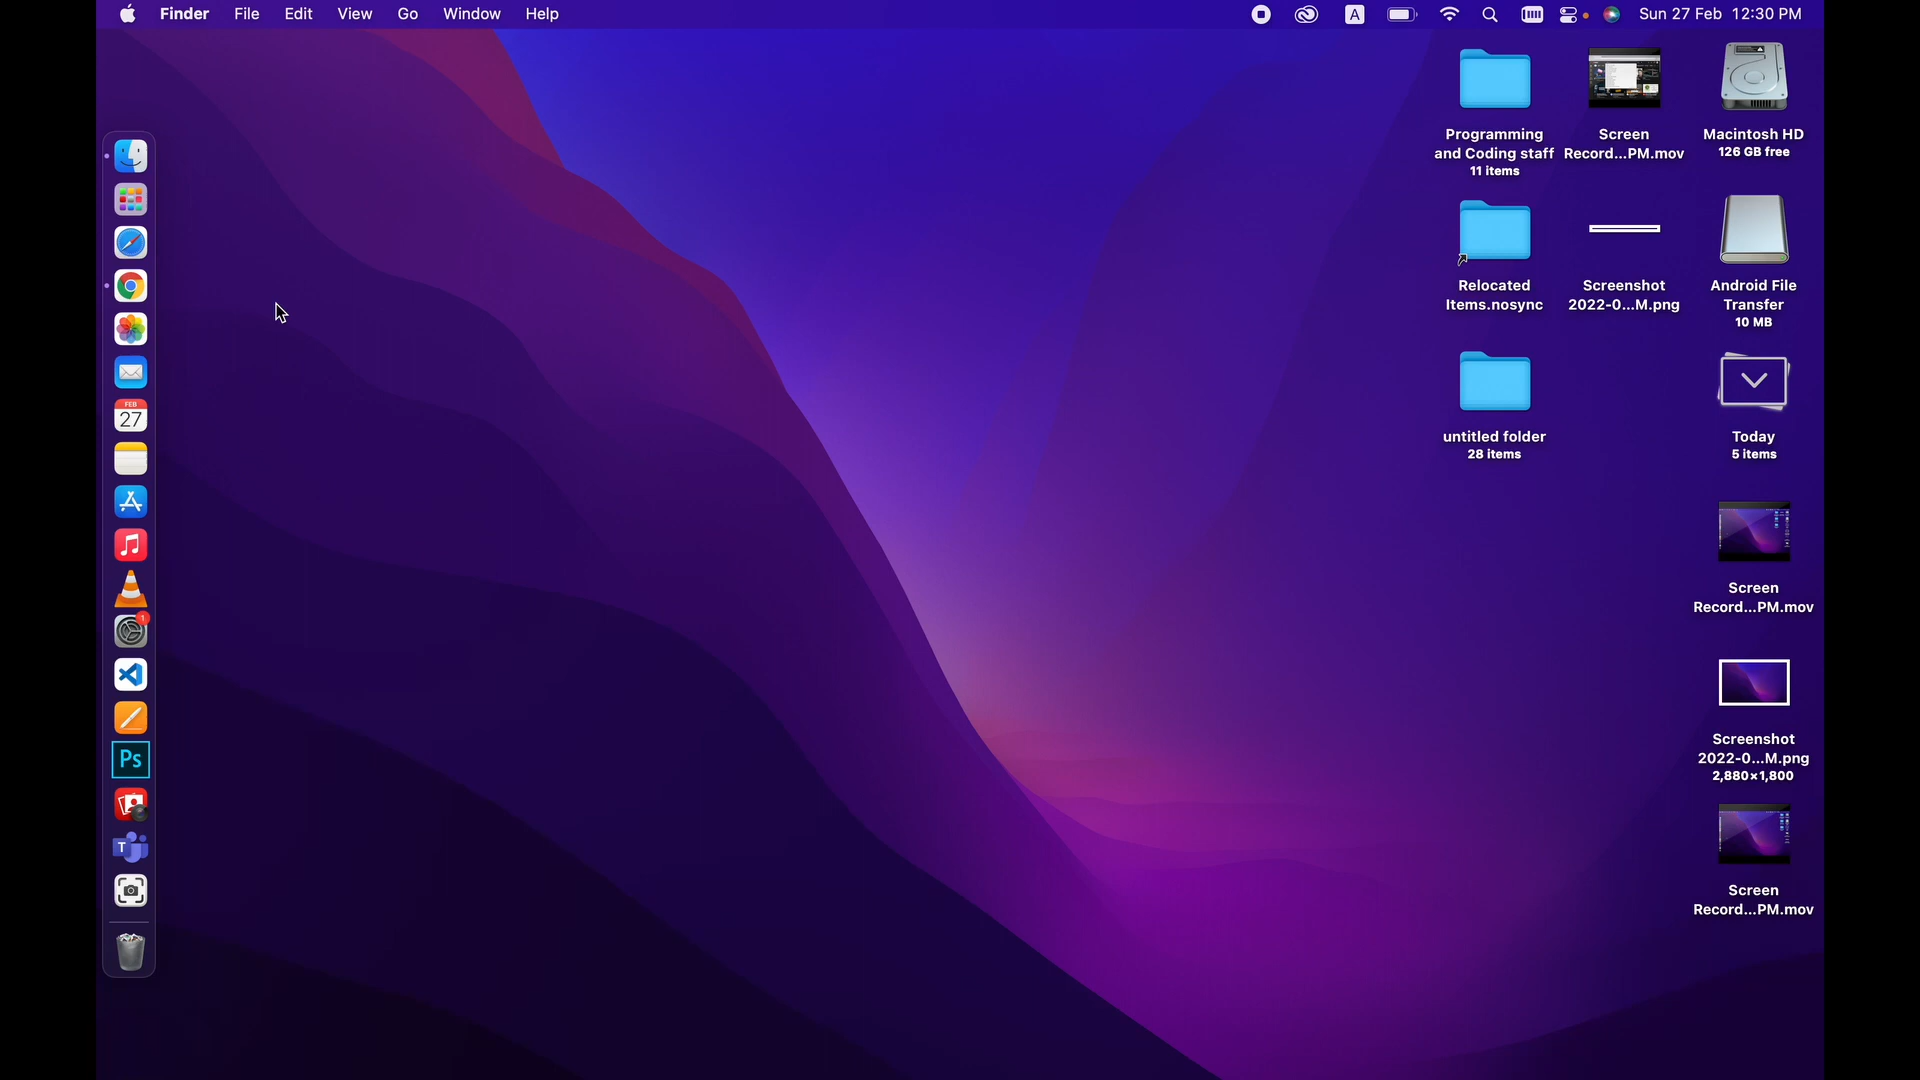 Finder File Edit View Go Window Help
A
Sun 27 Feb 12:30 PM
Programming
and Coding staff
11 items
Screen
Record...PM.mov
Macintosh HD
126 GB free
Relocated
Items.nosync
Screenshot
2022-0...M.png
Android File
Transfer
10 MB
untitled folder
28 items
Today
5 items
Screen
Record...PM.mov
Screenshot
2022-0...M.png
2,880×1,800
Screen
Record...PM.mov
FEB
27
1
Ps
T